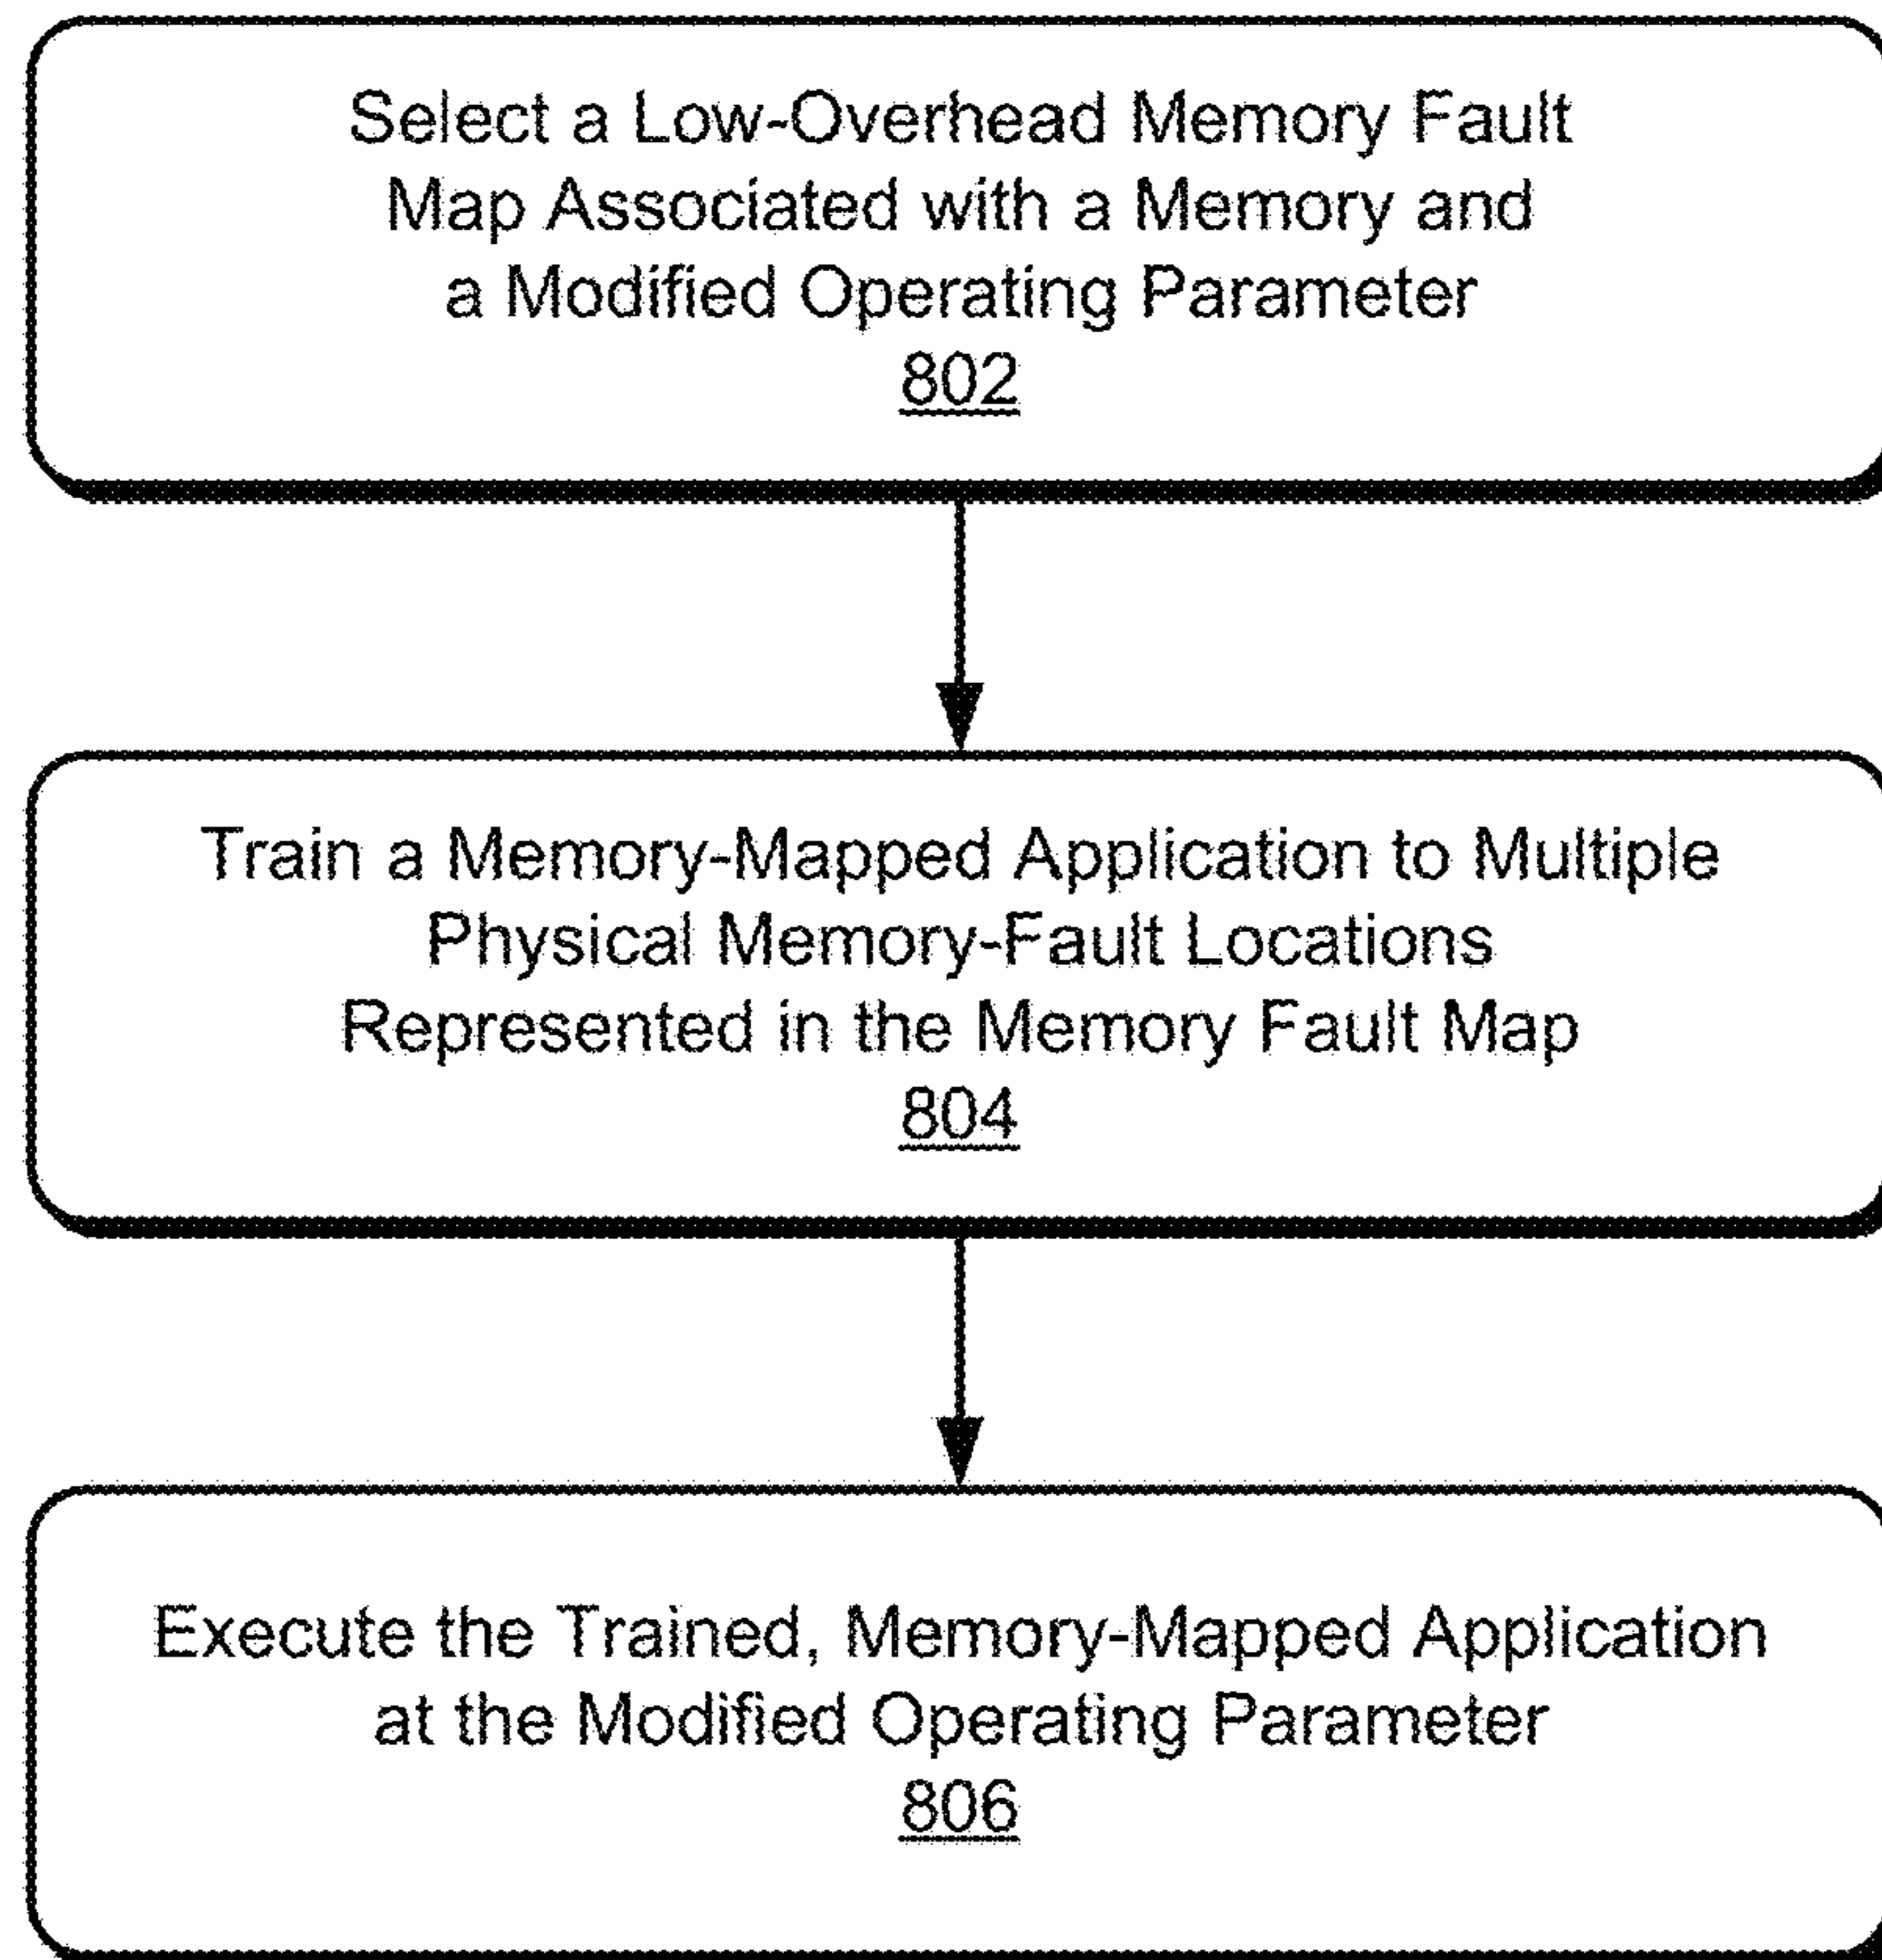 Select a Low-Overhead Memory Fault
Map Associated with a Memory and
a Modified Operating Parameter
802
Train a Memory-Mapped Application to Multiple
Physical Memory-Fault Locations
Represented in the Memory Fault Map
804
Execute the Trained, Memory-Mapped Application
at the Modified Operating Parameter
806